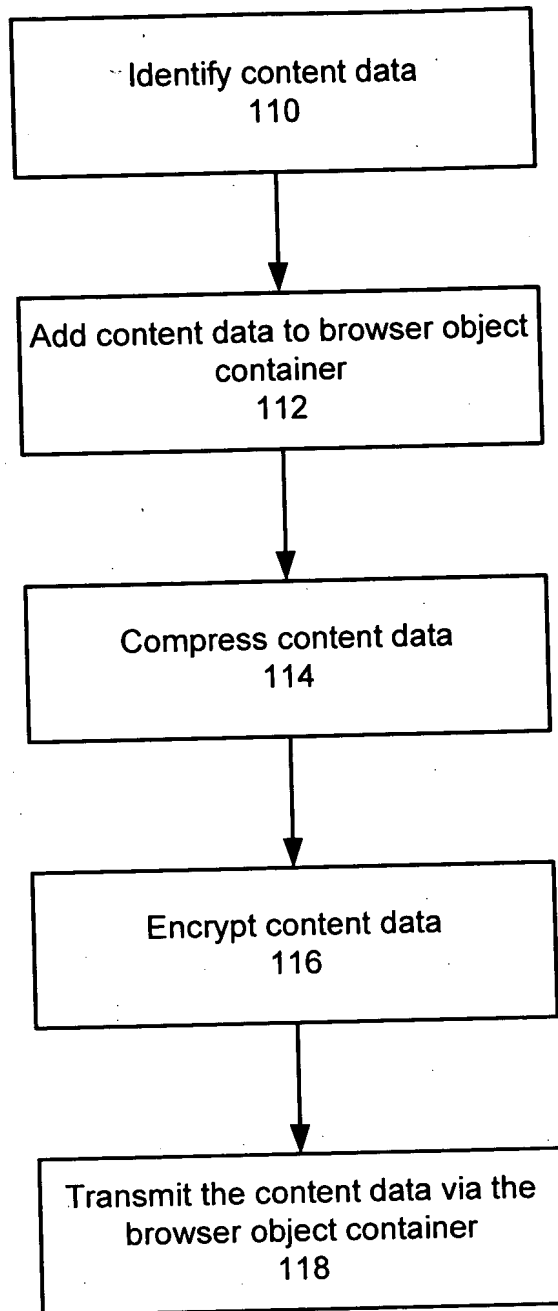 Identify content data
110
Add content data to browser object
container
112
Compress content data
114
Encrypt content data
116
Transmit the content data via the
browser object container
118